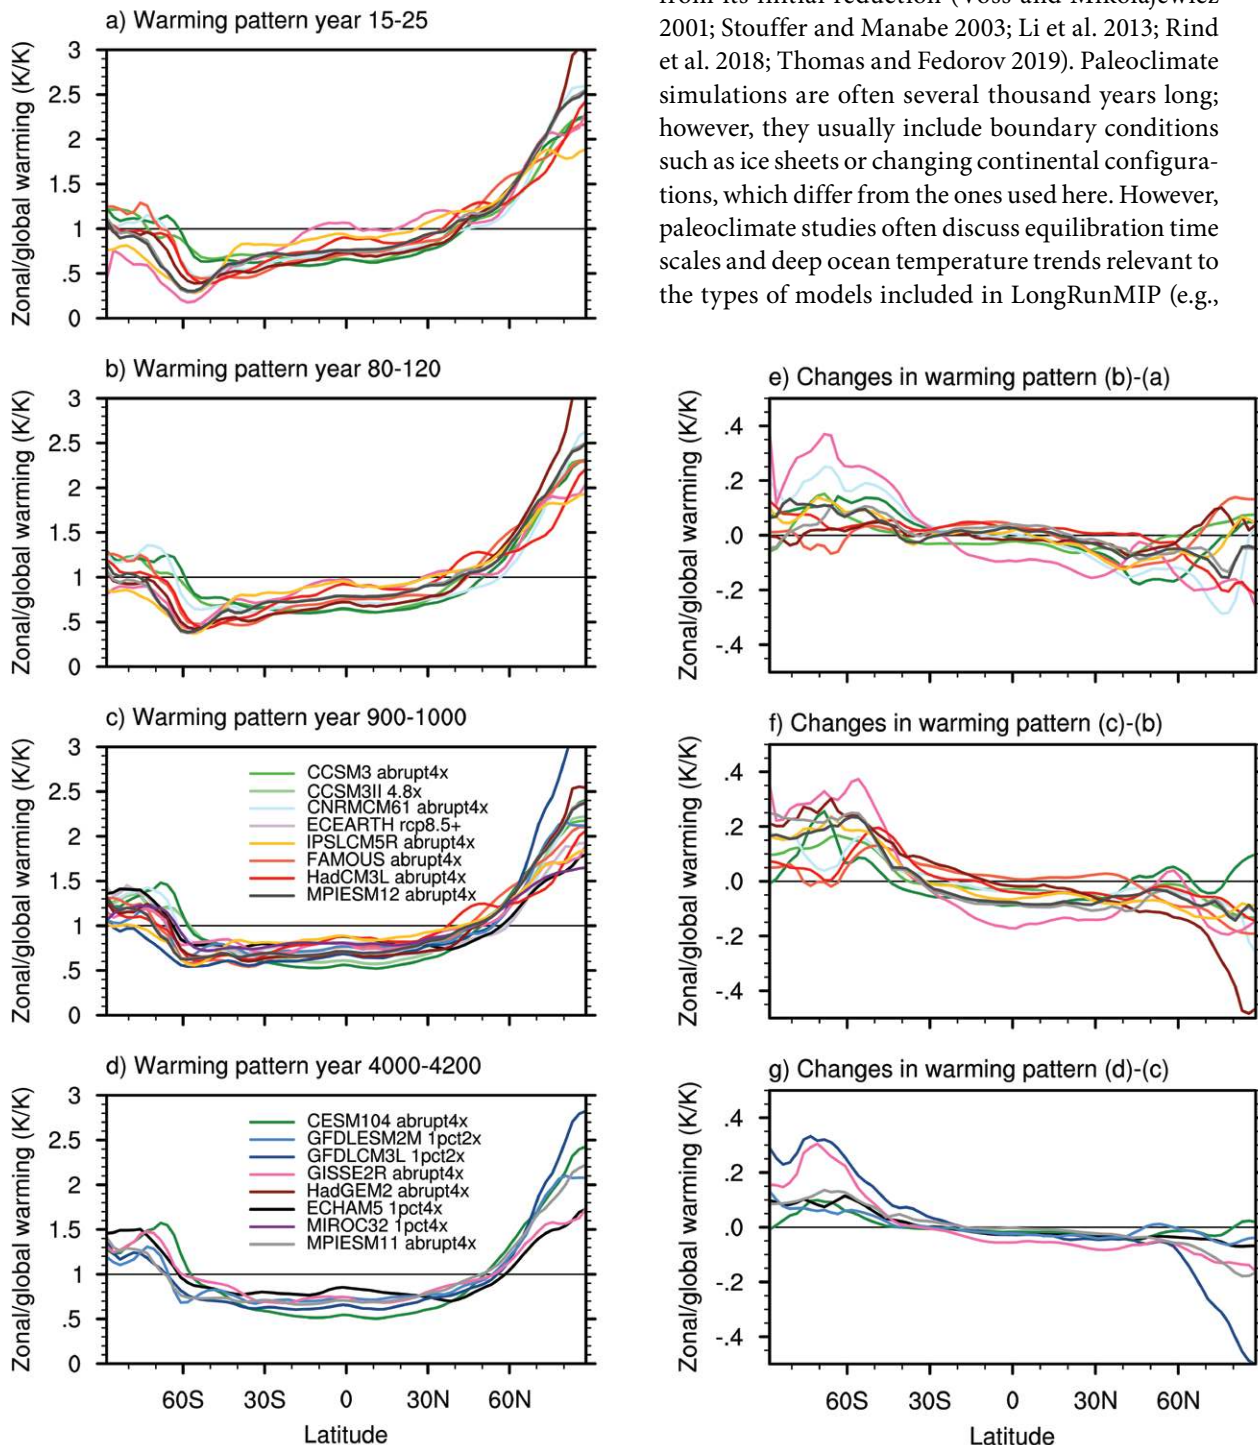 a) Warming pattern year 15-25
Zonal/global warming (K/K)
3
2.5
2
1.5
1
.5
0
b) Warming pattern year 80-120
Zonal/global warming (K/K)
3
2.5
2
1.5
1
.5
0
c) Warming pattern year 900-1000
Zonal/global warming (K/K)
3
2.5
2
1.5
1
.5
0
CCSM3 abrupt4x
CCSM3II 4.8x
CNRMCM61 abrupt4x
ECEARTH rcp8.5+
IPSLCM5R abrupt4x
FAMOUS abrupt4x
HadCM3L abrupt4x
MPIESM12 abrupt4x
d) Warming pattern year 4000-4200
Zonal/global warming (K/K)
3
2.5
2
1.5
1
.5
0
CESM104 abrupt4x
GFDLESM2M 1pct2x
GFDLCM3L 1pct2x
GISSE2R abrupt4x
HadGEM2 abrupt4x
ECHAM5 1pct4x
MIROC32 1pct4x
MPIESM11 abrupt4x
60S 30S 0 30N 60N
Latitude
from its initial reduction (Voss and Mikolajewicz
2001; Stouffer and Manabe 2003; Li et al. 2013; Rind
et al. 2018; Thomas and Fedorov 2019). Paleoclimate
simulations are often several thousand years long;
however, they usually include boundary conditions
such as ice sheets or changing continental configura-
tions, which differ from the ones used here. However,
paleoclimate studies often discuss equilibration time
scales and deep ocean temperature trends relevant to
the types of models included in LongRunMIP (e.g.,
e) Changes in warming pattern (b)-(a)
Zonal/global warming (K/K)
.4
.2
.0
-.2
-.4
f) Changes in warming pattern (c)-(b)
Zonal/global warming (K/K)
.4
.2
.0
-.2
-.4
g) Changes in warming pattern (d)-(c)
Zonal/global warming (K/K)
.4
.2
.0
-.2
-.4
60S 30S 0 30N 60N
Latitude